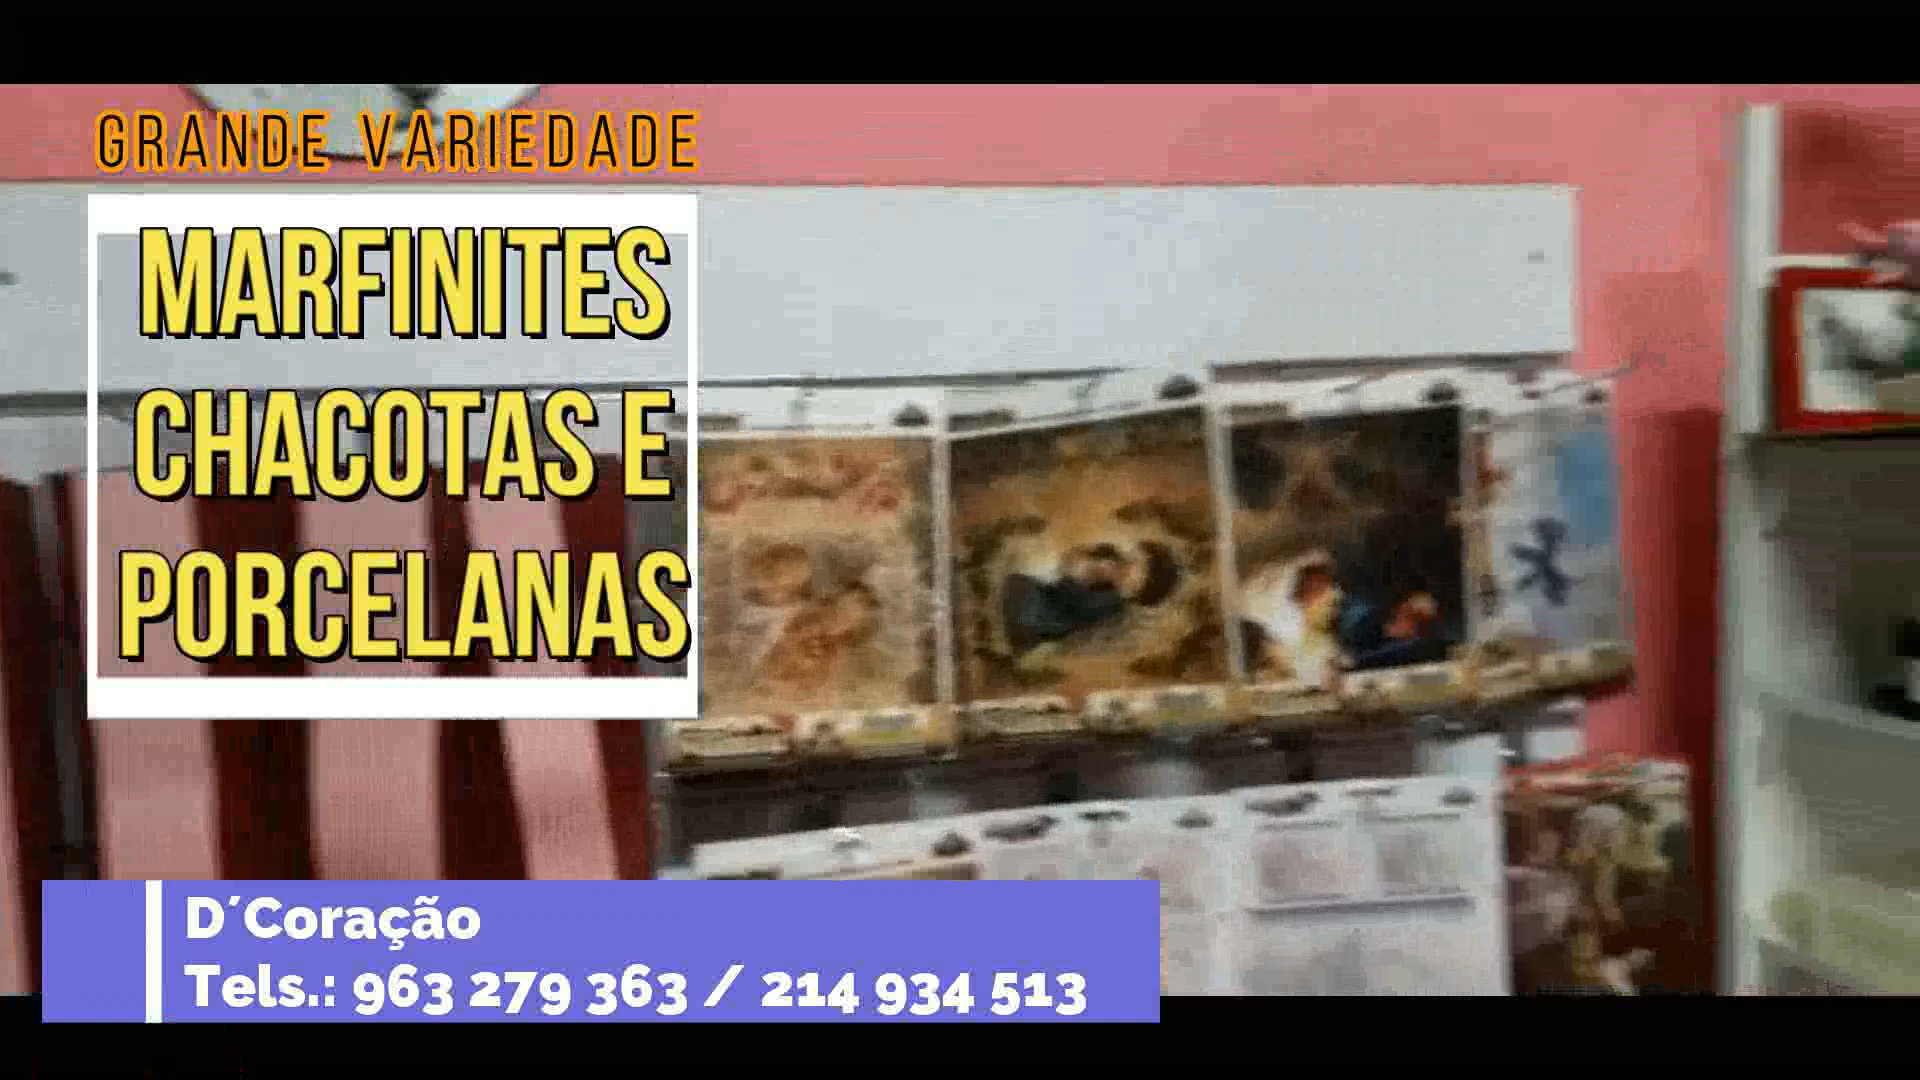 GRANDE VARIEDADE
MARFINITES
CHACOTAS E
PORCELANAS
D´Coração
Tels.: 963 279 363 / 214 934 513